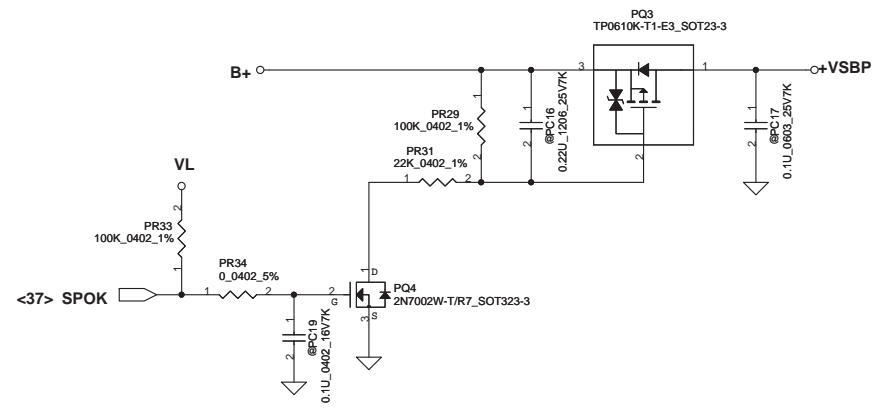 PQ3
TP0610K-T1-E3_SOT23-3
B+
3
1
+VSBP
1
2
PR29
100K_0402_1%
1
2
@PC16
0.22U_1206_25V7K
1
2
@PC17
0.1U_0603_25V7K
2
PR31
22K_0402_1%
1
2
VL
2
PR33
100K_0402_1%
1
PR34
0_0402_5%
<37> SPOK
1
2
2
G
1
D
PQ4
2N7002W-T/R7_SOT323-3
3
S
1
2
@PC19
0.1U_0402_16V7K